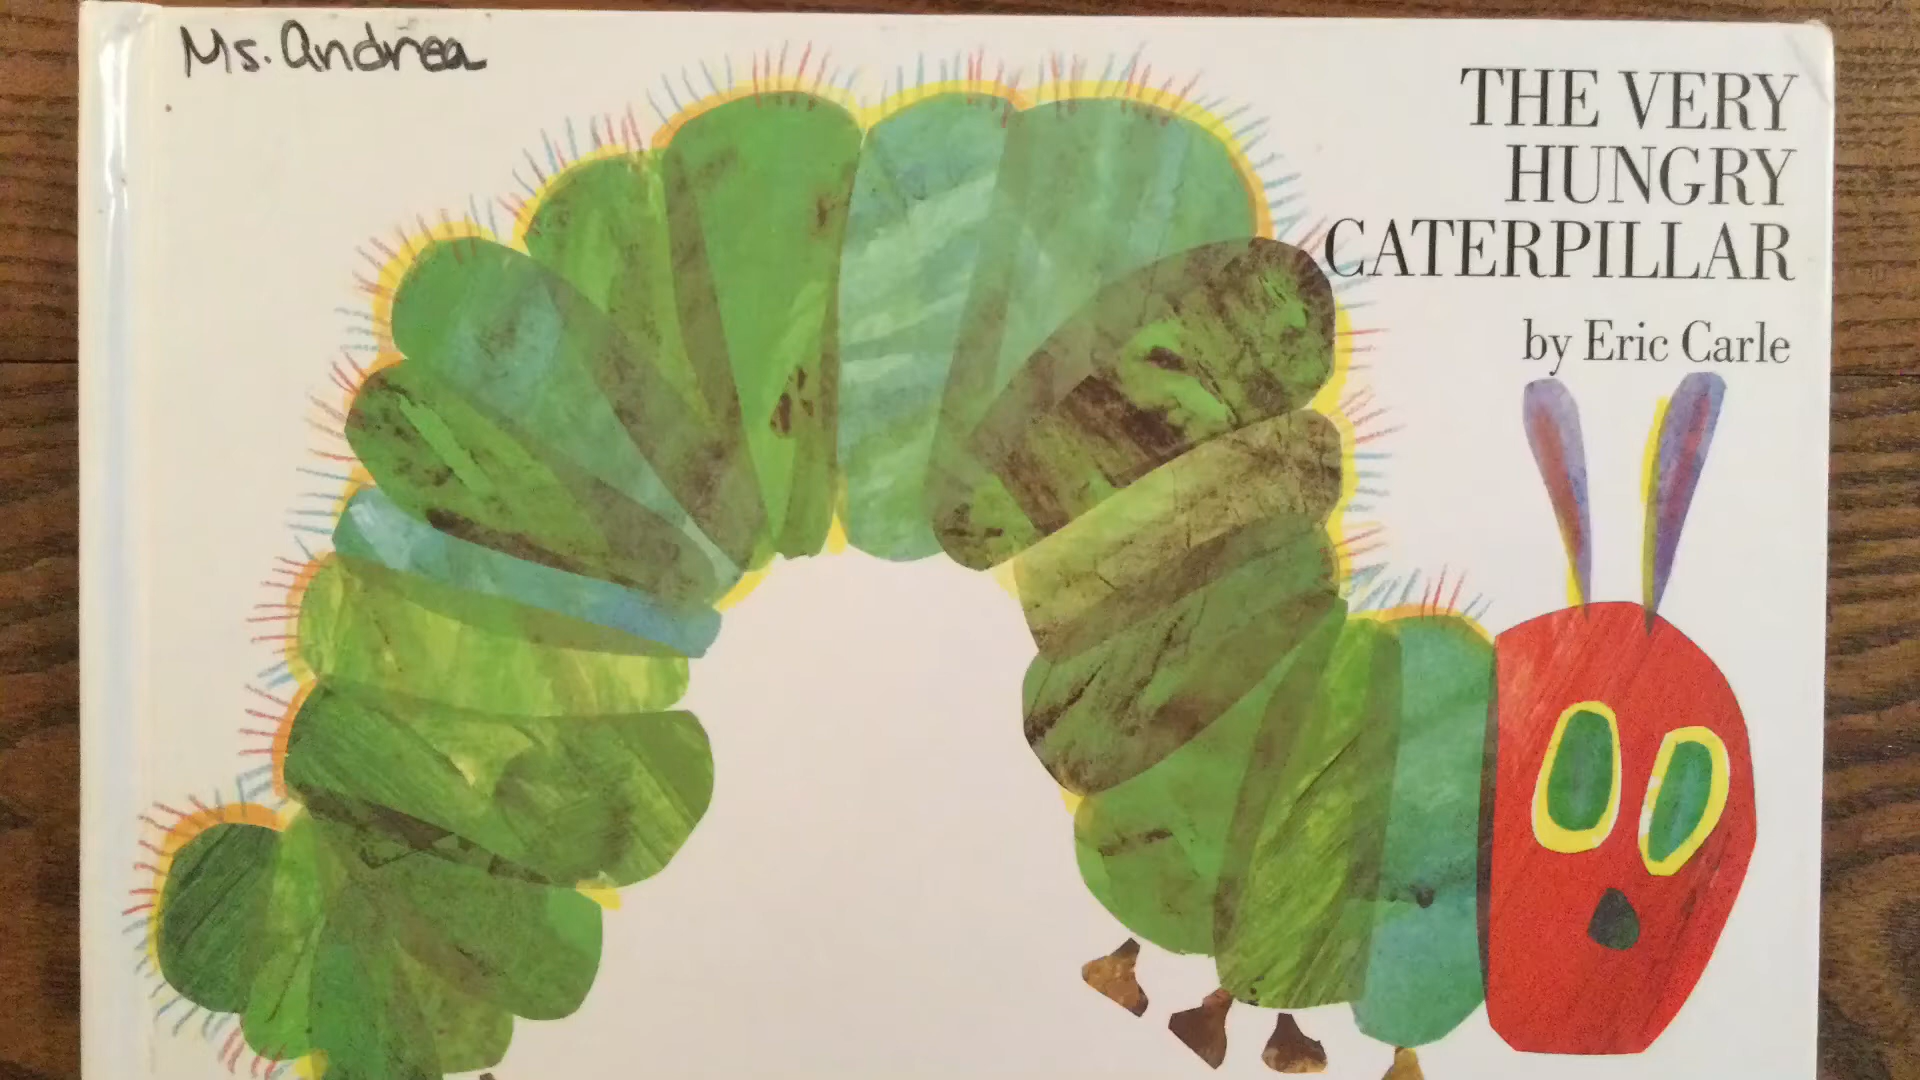 Ms. Andrea
THE VERY
HUNGRY
CATERPILLAR
by Eric Carle